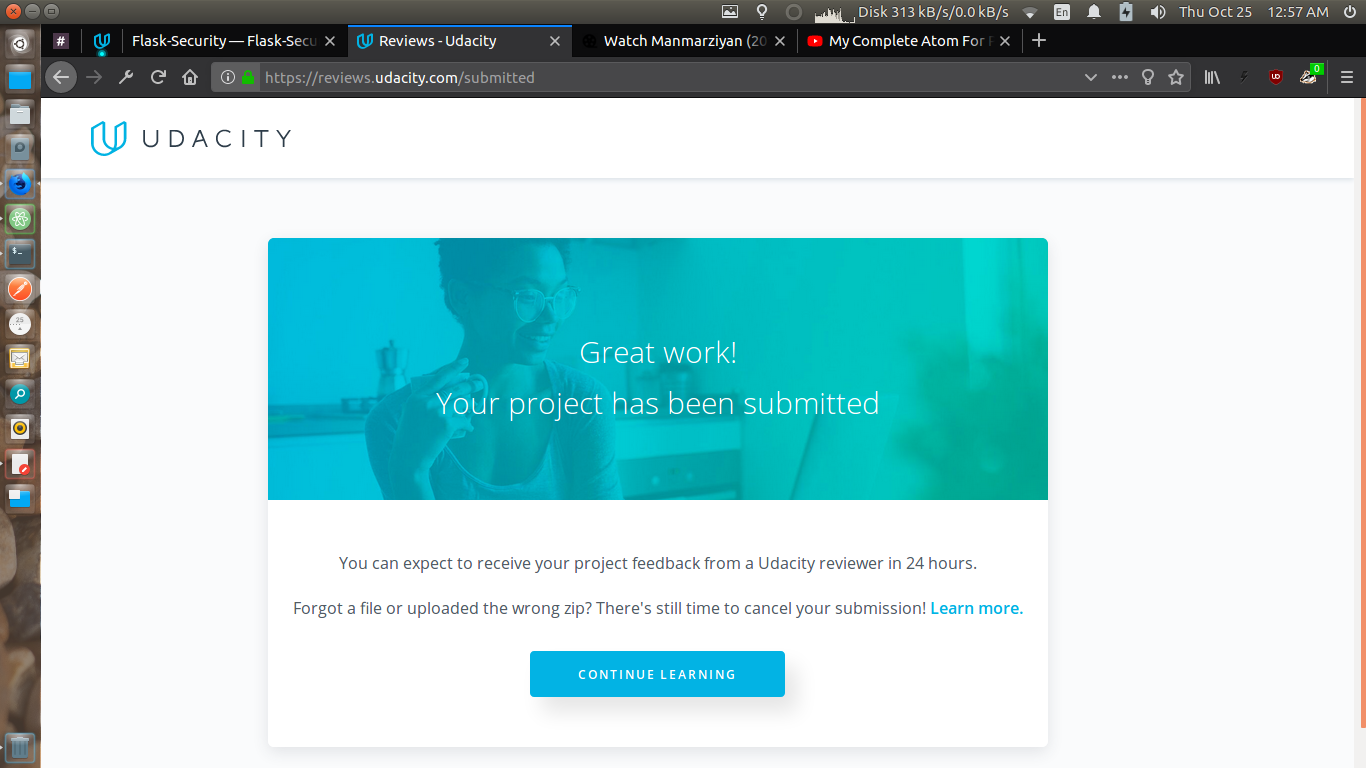 Disk 313 kB/s/0.0 kB/s
En
Thu Oct 25
12:57 AM
#
Flask-Security — Flask-Secu
Reviews - Udacity
Watch Manmarziyan (20
My Complete Atom For
https://reviews.udacity.com/submitted
0
UDACITY
Great work!
Your project has been submitted
You can expect to receive your project feedback from a Udacity reviewer in 24 hours.
Forgot a file or uploaded the wrong zip? There's still time to cancel your submission! Learn more.
CONTINUE LEARNING